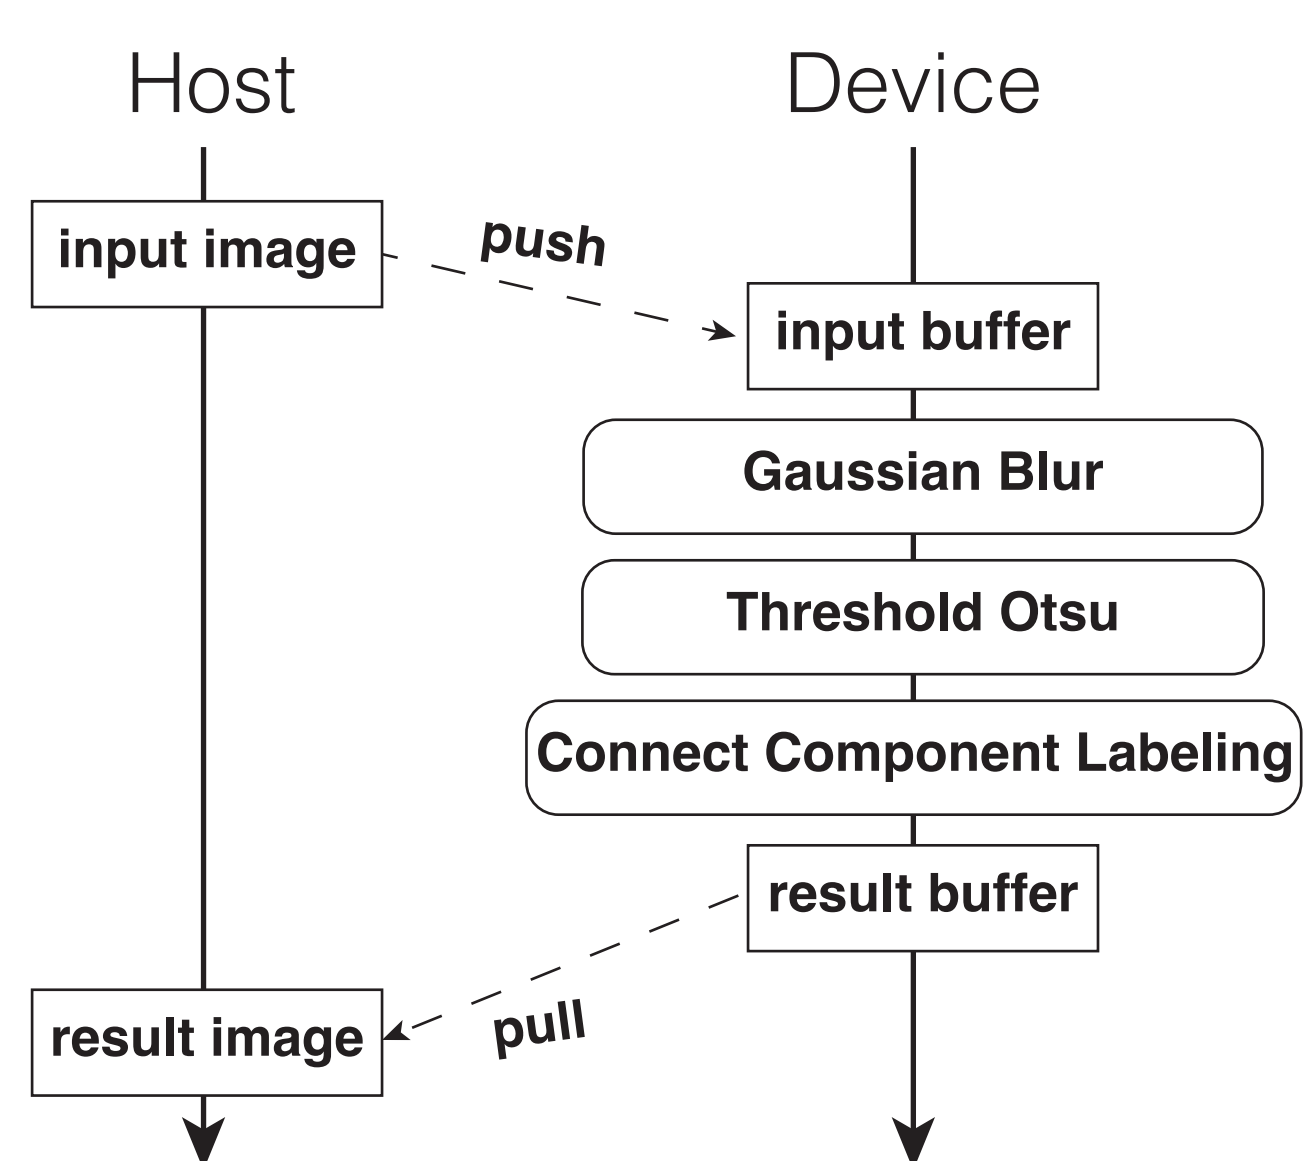 Host
Device
input image
push
input buffer
Gaussian Blur
Threshold Otsu
Connect Component Labeling
result buffer
pull
result image